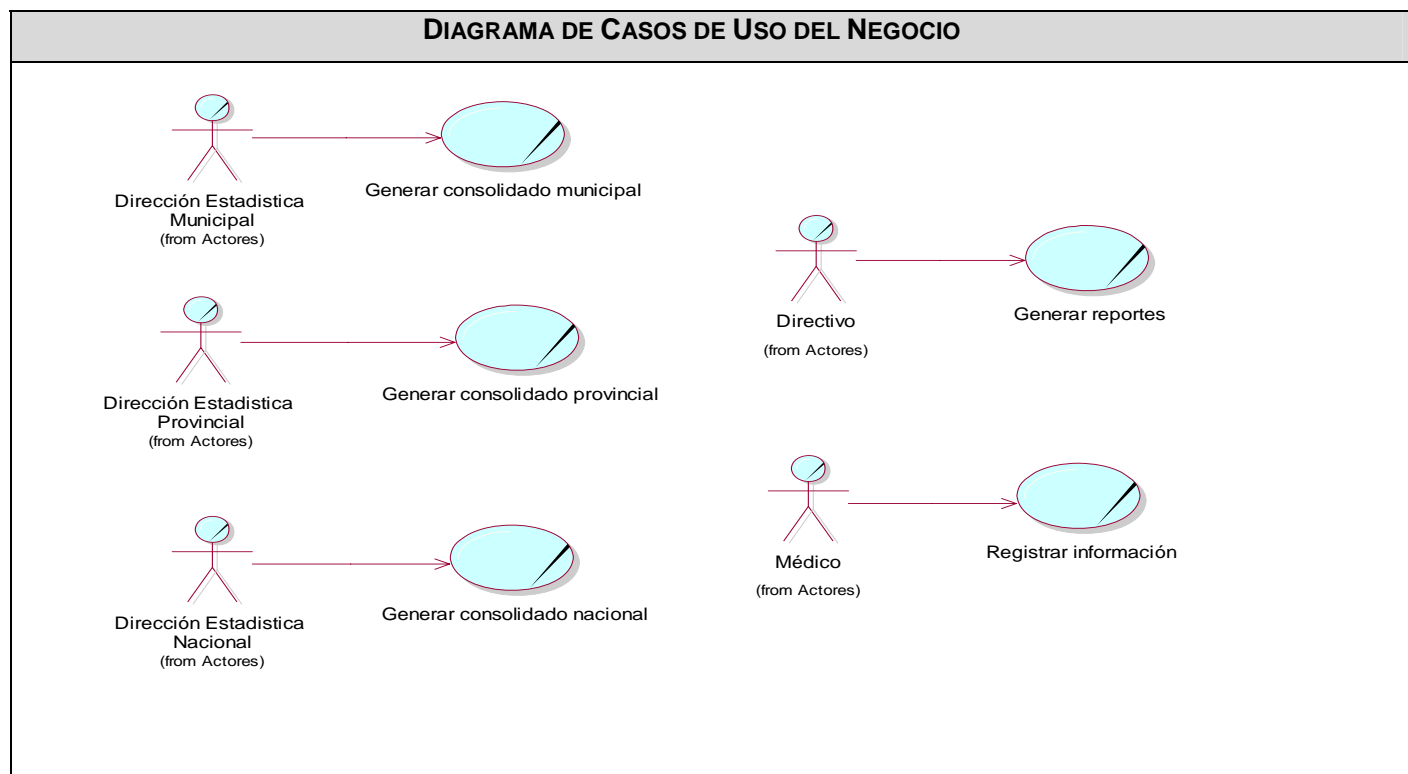 DIAGRAMA DE CASOS DE USO DEL NEGOCIO
Dirección Estadistica
Municipal
(from Actores)
Generar consolidado municipal
Dirección Estadistica
Provincial
(from Actores)
Generar consolidado provincial
Dirección Estadistica
Nacional
(from Actores)
Generar consolidado nacional
Directivo
(from Actores)
Generar reportes
Médico
(from Actores)
Registrar información